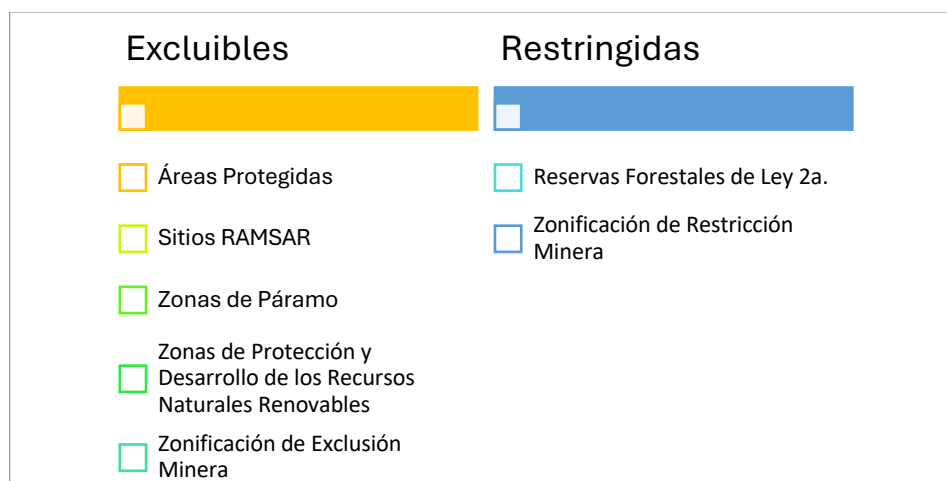 Excluibles
Áreas Protegidas
Sitios RAMSAR
Zonas de Páramo
Zonas de Protección y
Desarrollo de los Recursos
Naturales Renovables
Zonificación de Exclusión
Minera
Restringidas
Reservas Forestales de Ley 2a.
Zonificación de Restricción
Minera